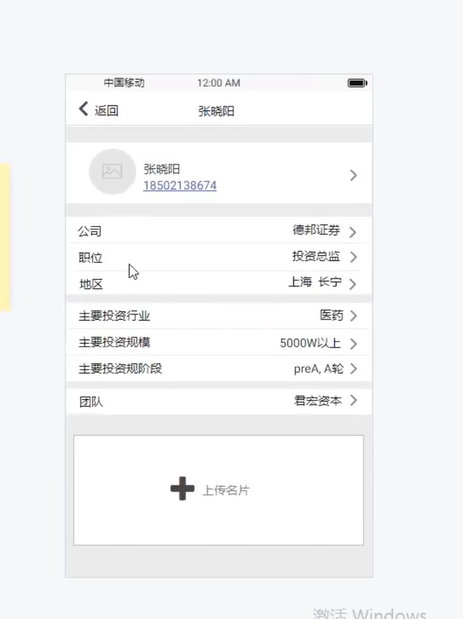 中国移动 12:00 AM
返回 张晓阳
张晓阳
18502138674
公司 德邦证券
职位 投资总监
地区 上海 长宁
主要投资行业 医药
主要投资规模 5000W以上
主要投资规阶段 preA, A轮
团队 君宏资本
上传名片
激活 Windows